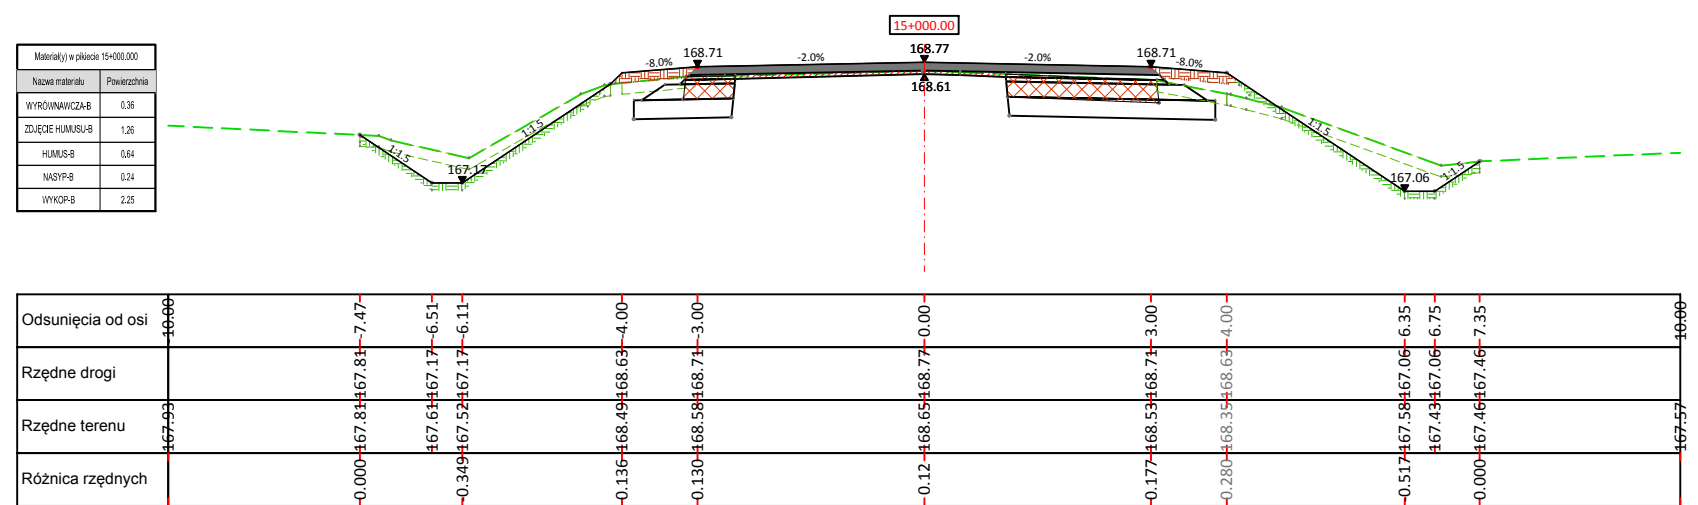 15+000.00
Materiał(y) w pikiecie 15+000.000
Nazwa materiału Powierzchnia
WYRÓWNAWCZA-B 0.36
ZDJĘCIE HUMUSU-B 1.26
HUMUS-B 0.64
NASYP-B 0.24
WYKOP-B 2.25
-8.0% 168.71 -2.0% 168.77 -2.0% 168.71 -8.0%
168.61
1:1.5 167.17 1:1.5 1:1.5 167.06 1:1.5
Odsunięcia od osi -10.00 -7.47 -6.51 -6.11 -4.00 -3.00 0.00 3.00 4.00 6.35 6.75 7.35 10.00
Rzędne drogi 167.81 167.17 167.17 168.63 168.71 168.77 168.71 168.63 167.06 167.06 167.46
Rzędne terenu 167.93 167.81 167.61 167.52 168.49 168.58 168.65 168.53 168.35 167.58 167.43 167.46 167.57
Różnica rzędnych -0.000 -0.349 0.136 0.130 0.12 0.177 0.280 -0.517 -0.000